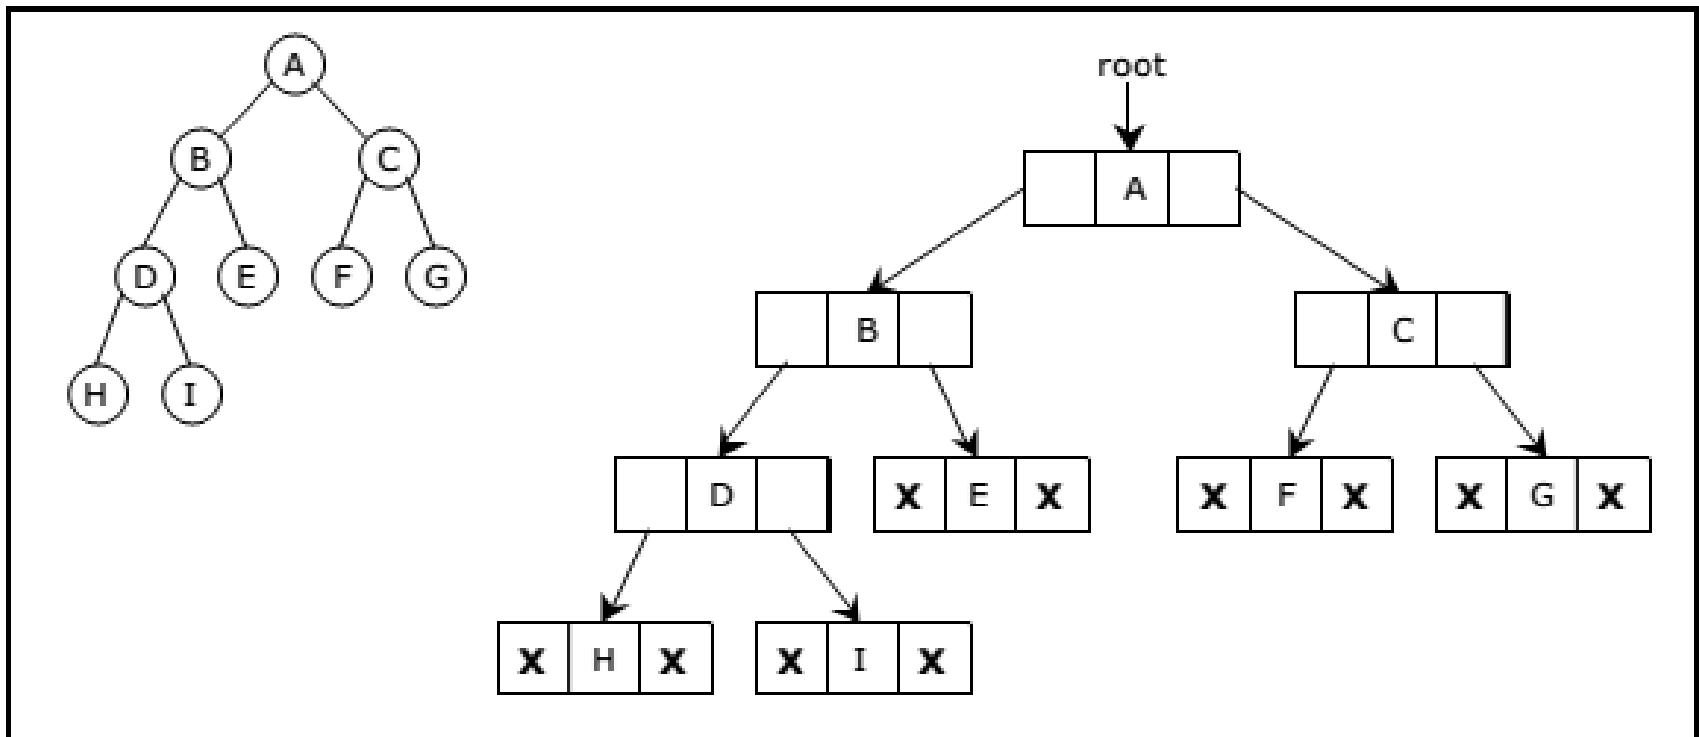 A
B C
D E F G
H I
root
A
B C
D X E X X F X X G X
X H X X I X